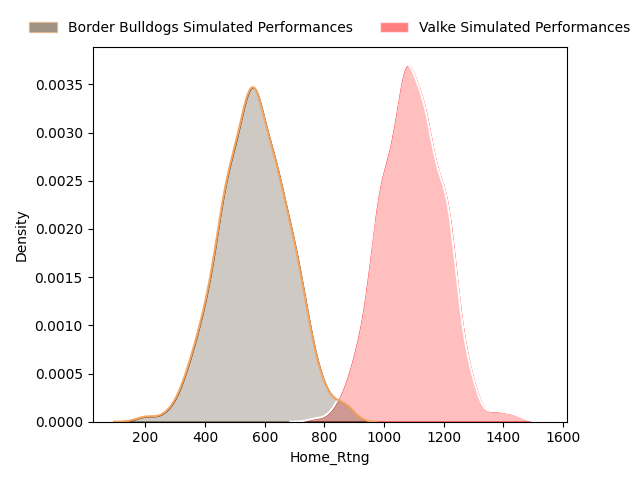 Border Bulldogs Simulated Performances
Valke Simulated Performances
0.0035
0.0030
0.0025
0.0020
0.0015
0.0010
0.0005
0.0000
Density
200 400 600 800 1000 1200 1400 1600
Home_Rtng